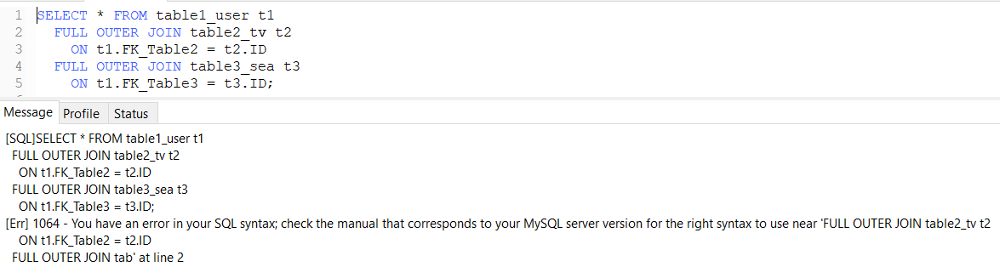 1 SELECT * FROM table1_user t1
2 FULL OUTER JOIN table2_tv t2
3 ON t1.FK_Table2 = t2.ID
4 FULL OUTER JOIN table3_sea t3
5 ON t1.FK_Table3 = t3.ID;
Message Profile Status
[SQL]SELECT * FROM table1_user t1
FULL OUTER JOIN table2_tv t2
ON t1.FK_Table2 = t2.ID
FULL OUTER JOIN table3_sea t3
ON t1.FK_Table3 = t3.ID;
[Err] 1064 - You have an error in your SQL syntax; check the manual that corresponds to your MySQL server version for the right syntax to use near 'FULL OUTER JOIN table2_tv t2
ON t1.FK_Table2 = t2.ID
FULL OUTER JOIN tab' at line 2